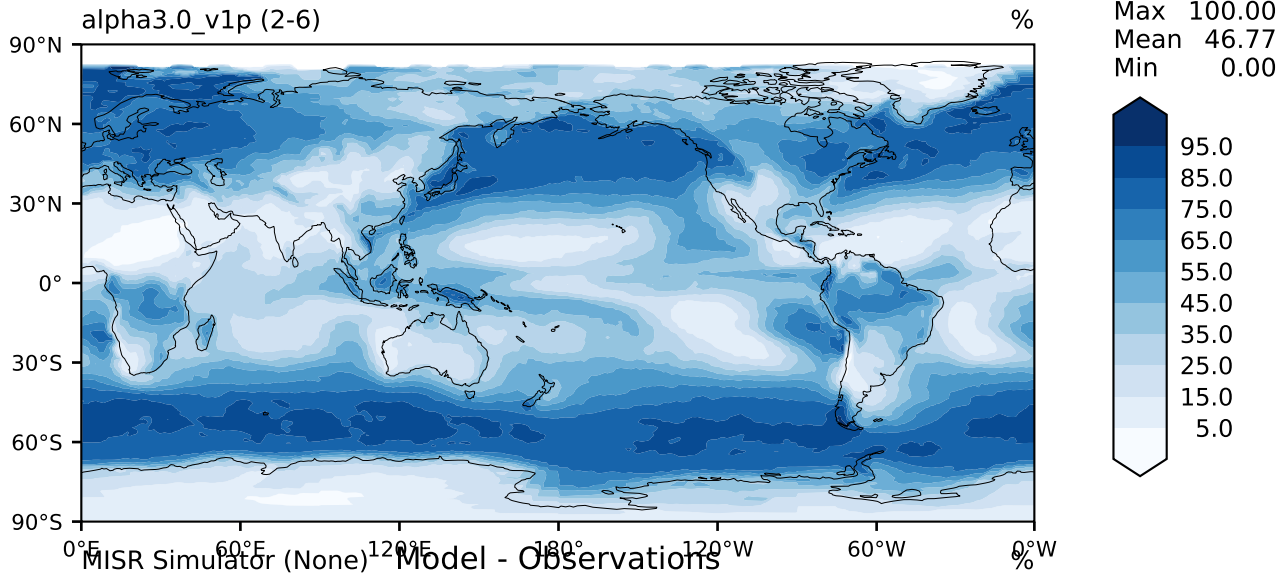 alpha3.0_v1p (2-6) %
Max 100.00
Mean 46.77
Min 0.00
90°N
60°N
30°N
0°
30°S
60°S
90°S
0°E 60°E 120°E 180° 120°W 60°W 0°W
MISR Simulator (None) Model - Observations %
95.0
85.0
75.0
65.0
55.0
45.0
35.0
25.0
15.0
5.0